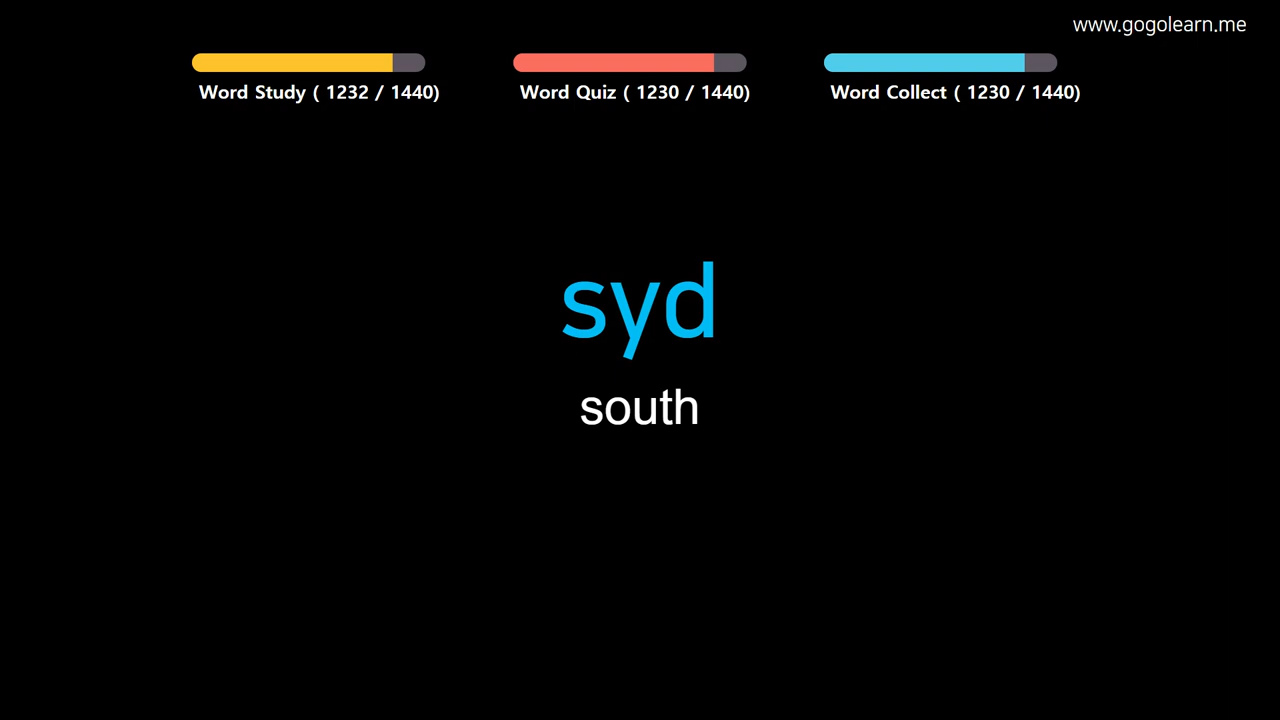 www.gogolearn.me
Word Study ( 1232 / 1440)
Word Quiz ( 1230 / 1440)
Word Collect ( 1230 / 1440)
syd
south